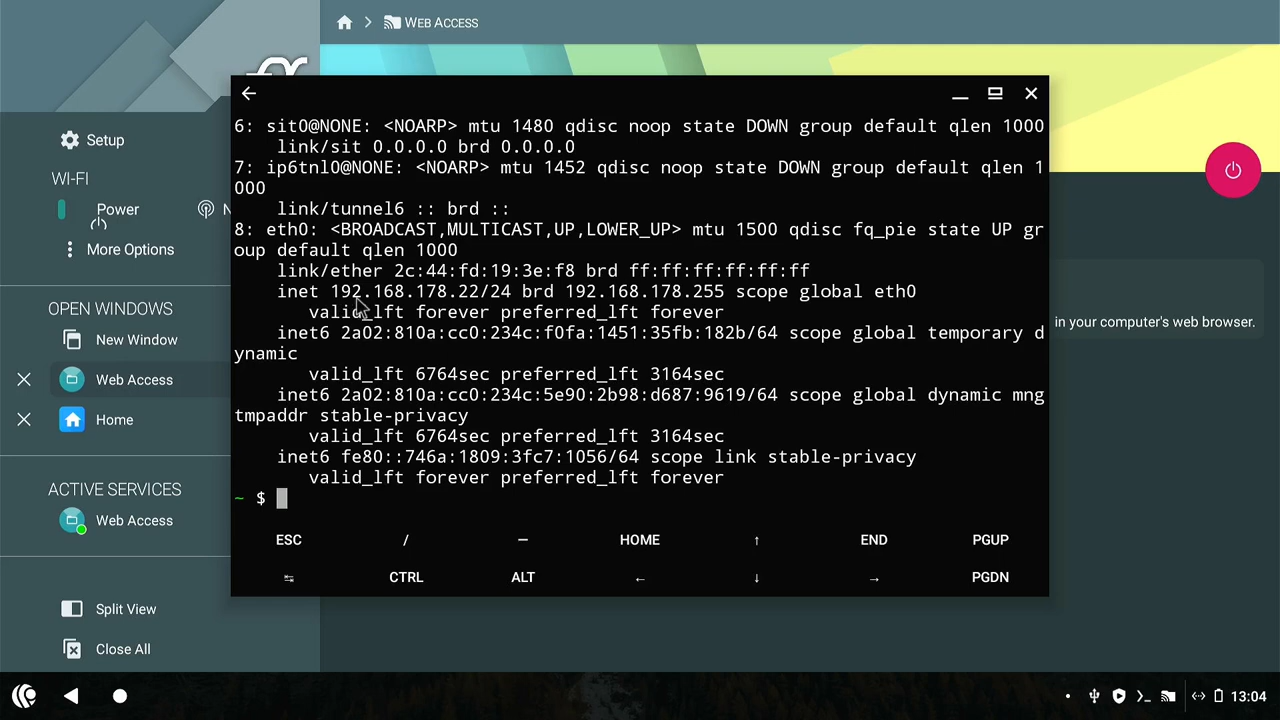 WEB ACCESS
fx
Setup
WI-FI
Power
N
More Options
OPEN WINDOWS
New Window
Web Access
Home
ACTIVE SERVICES
Web Access
Split View
Close All
6: sit0@NONE: <NOARP> mtu 1480 qdisc noop state DOWN group default qlen 1000
link/sit 0.0.0.0 brd 0.0.0.0
7: ip6tnl0@NONE: <NOARP> mtu 1452 qdisc noop state DOWN group default qlen 1
000
link/tunnel6 :: brd ::
8: eth0: <BROADCAST,MULTICAST,UP,LOWER_UP> mtu 1500 qdisc fq_pie state UP gr
oup default qlen 1000
link/ether 2c:44:fd:19:3e:f8 brd ff:ff:ff:ff:ff:ff
inet 192.168.178.22/24 brd 192.168.178.255 scope global eth0
valid_lft forever preferred_lft forever
inet6 2a02:810a:cc0:234c:f0fa:1451:35fb:182b/64 scope global temporary d
ynamic
valid_lft 6764sec preferred_lft 3164sec
inet6 2a02:810a:cc0:234c:5e90:2b98:d687:9619/64 scope global dynamic mng
tmpaddr stable-privacy
valid_lft 6764sec preferred_lft 3164sec
inet6 fe80::746a:1809:3fc7:1056/64 scope link stable-privacy
valid_lft forever preferred_lft forever
~ $
ESC / — HOME ↑ END PGUP
↹ CTRL ALT ← ↓ → PGDN
in your computer's web browser.
13:04